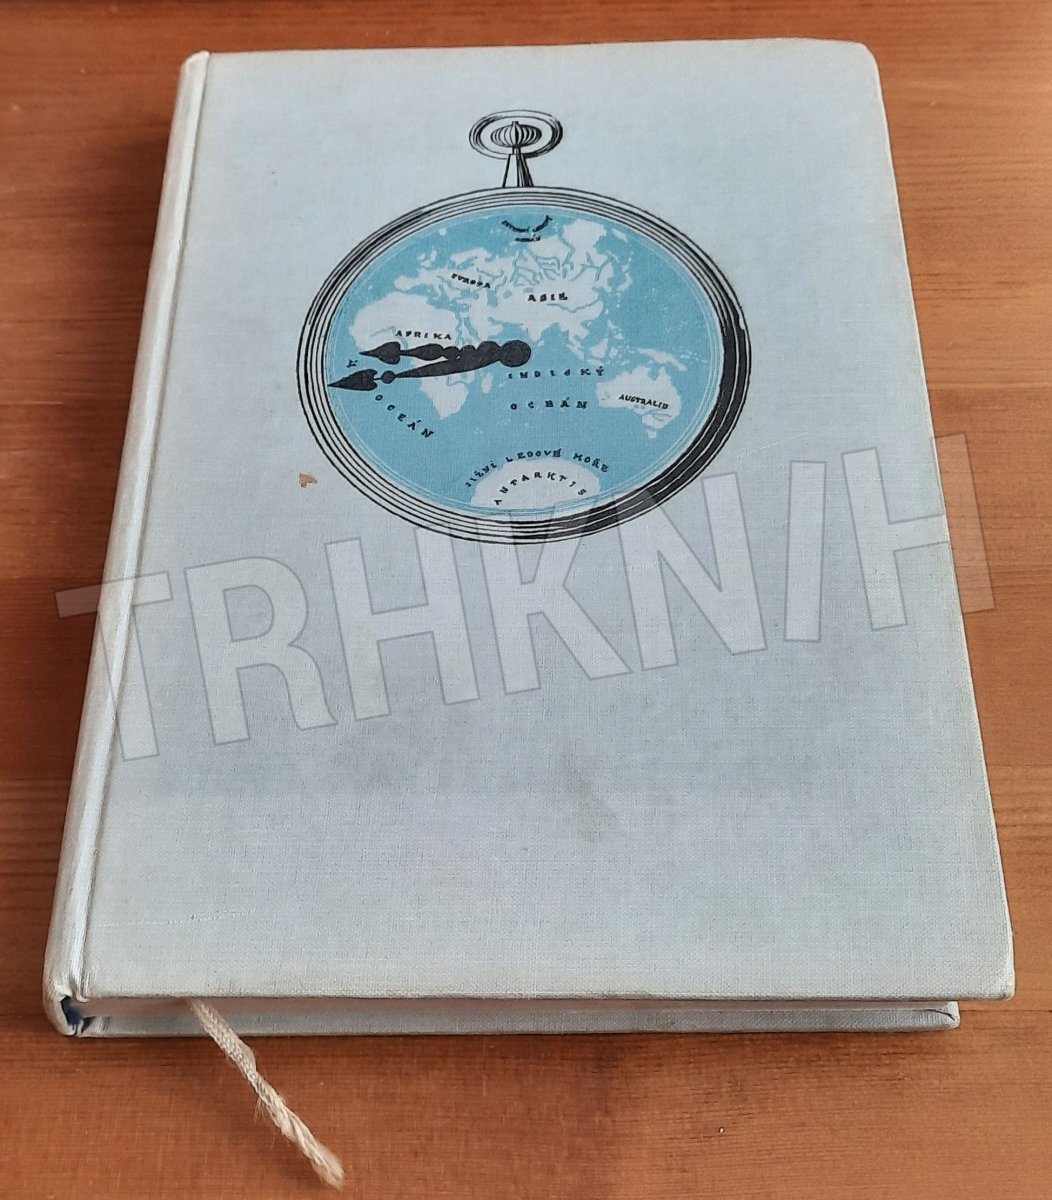 EVROPA
ASIE
AFRIKA
INDICKÝ
OCEÁN
AUSTRALIE
OCEÁN
JIŽNÍ LEDOVÉ MOŘE
ANTARKTIS
TRHKNIH